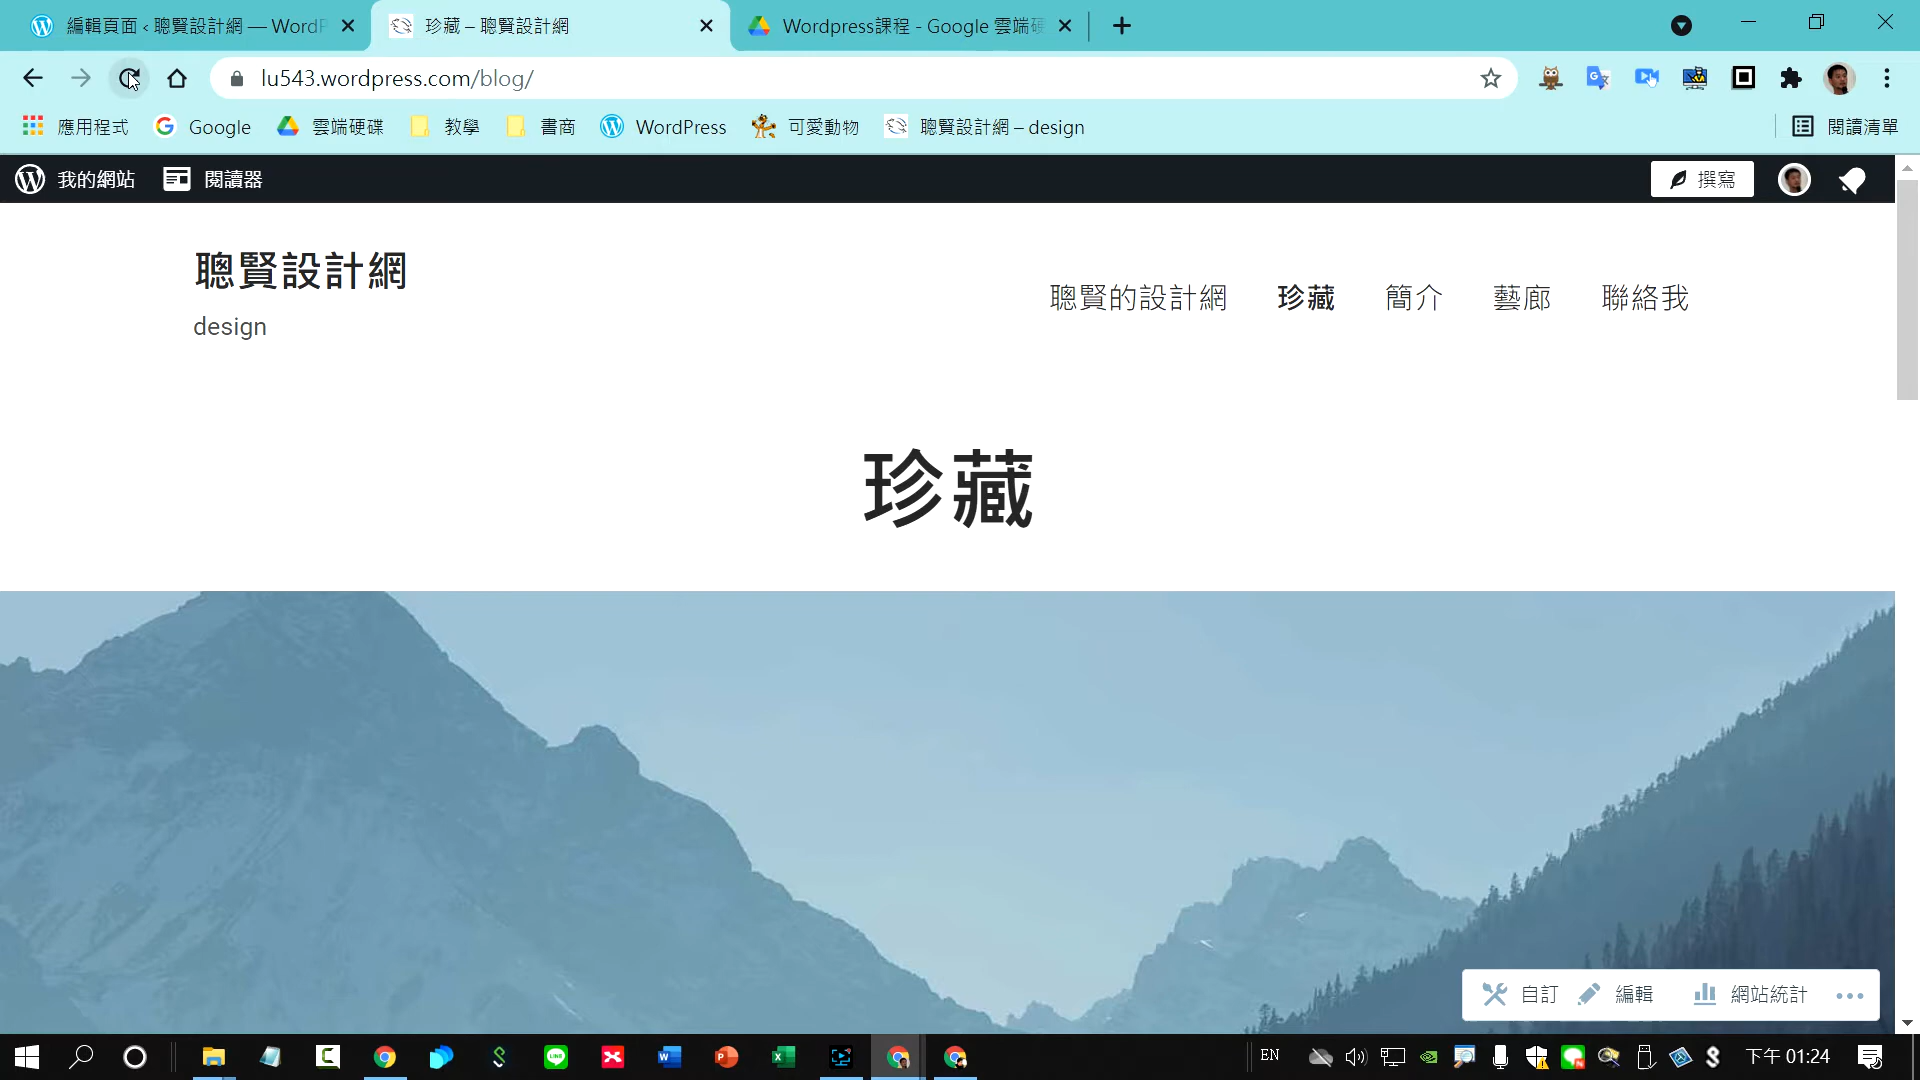 編輯頁面 ‹ 聰賢設計網 — WordP
珍藏 – 聰賢設計網
Wordpress課程 - Google 雲端硬
lu543.wordpress.com/blog/
應用程式
Google
雲端硬碟
教學
書商
WordPress
可愛動物
聰賢設計網 – design
閱讀清單
我的網站
閱讀器
撰寫
聰賢設計網
design
聰賢的設計網
珍藏
簡介
藝廊
聯絡我
珍藏
自訂
編輯
網站統計
EN
下午 01:24